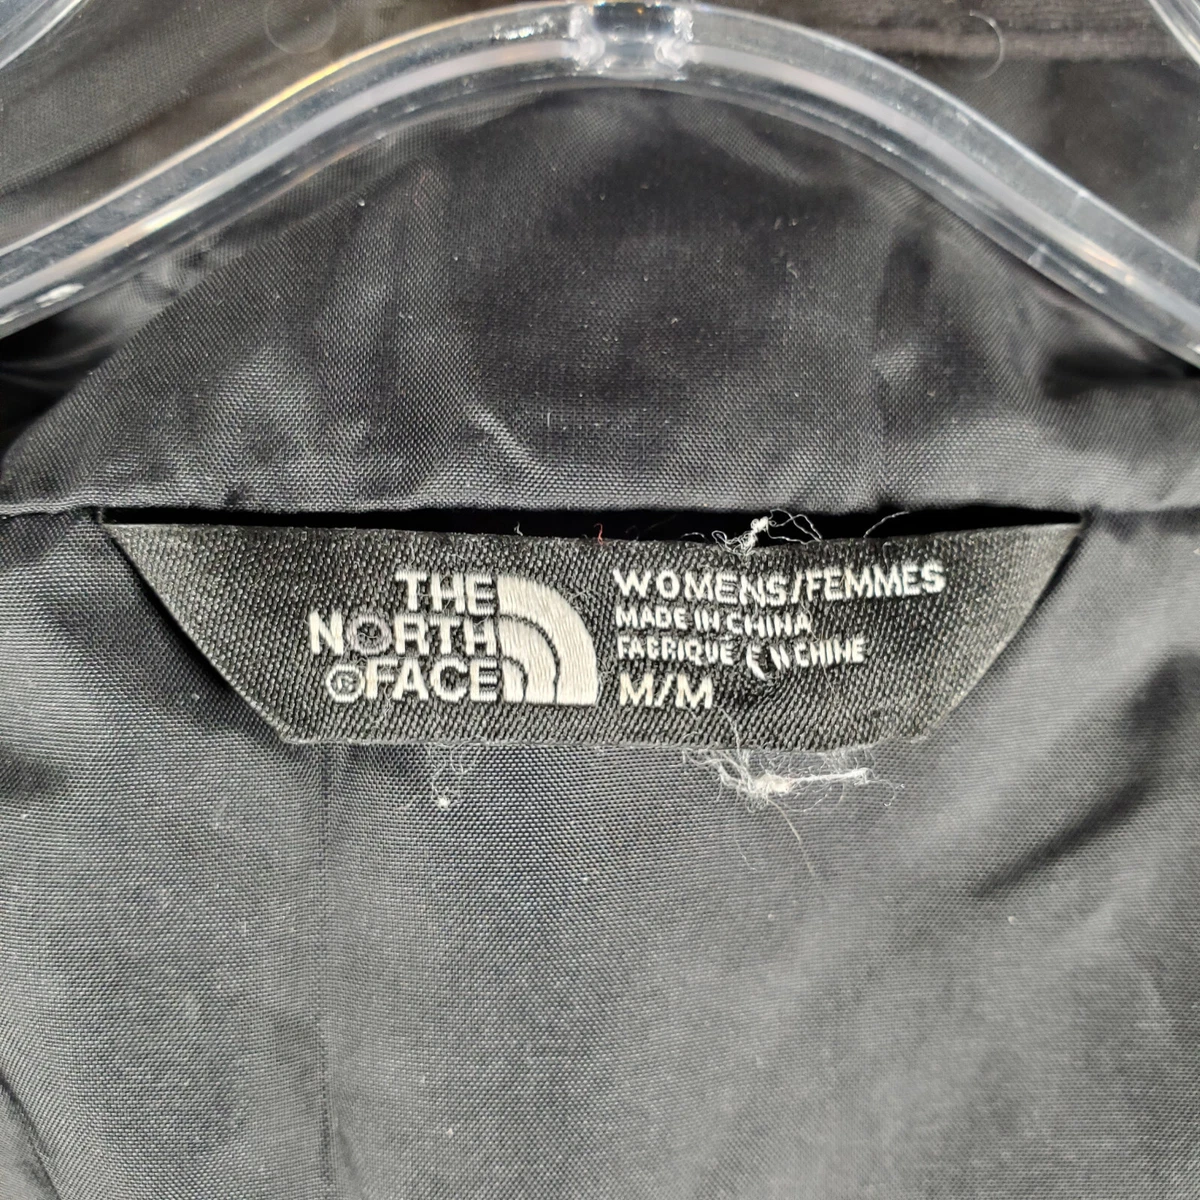 THE
NORTH
®FACE
WOMENS/FEMMES
MADE IN CHINA
FABRIQUE EN CHINE
M/M